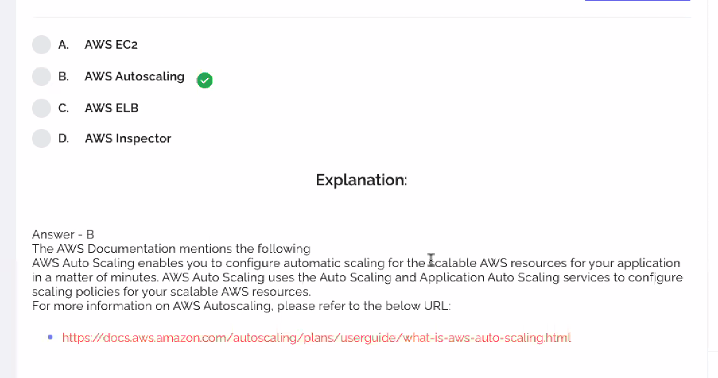 A. AWS EC2
B. AWS Autoscaling
C. AWS ELB
D. AWS Inspector
Explanation:
Answer - B
The AWS Documentation mentions the following
AWS Auto Scaling enables you to configure automatic scaling for the scalable AWS resources for your application
in a matter of minutes. AWS Auto Scaling uses the Auto Scaling and Application Auto Scaling services to configure
scaling policies for your scalable AWS resources.
For more information on AWS Autoscaling, please refer to the below URL:
https://docs.aws.amazon.com/autoscaling/plans/userguide/what-is-aws-auto-scaling.html